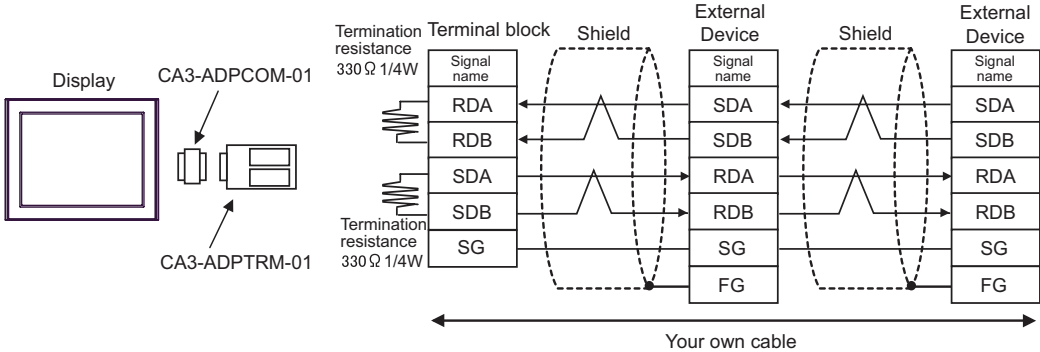 Display
CA3-ADPCOM-01
CA3-ADPTRM-01
Termination
resistance
330Ω 1/4W
Terminal block
Signal
name
RDA
RDB
SDA
SDB
SG
Termination
resistance
330Ω 1/4W
Shield
External
Device
Signal
name
SDA
SDB
RDA
RDB
SG
FG
Shield
External
Device
Signal
name
SDA
SDB
RDA
RDB
SG
FG
Your own cable